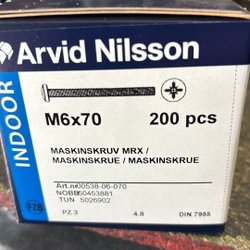 Arvid Nilsson
INDOOR
M6x70 200 pcs
MASKINSKRUV MRX /
MASKINSKRUE / MASKINSKRUE
Art.nr 00538-06-070
NOBB 50453881
TUN 5026902
FZB PZ 3 4.8 DIN 7985